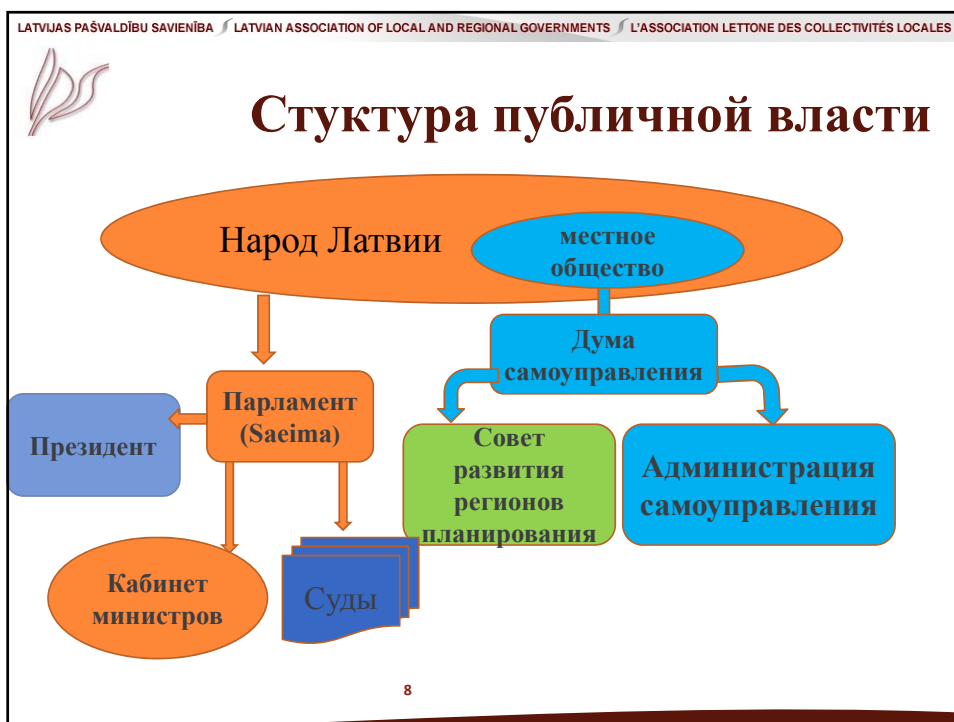 LATVIJAS PAŠVALDĪBU SAVIENĪBA LATVIAN ASSOCIATION OF LOCAL AND REGIONAL GOVERNMENTS L'ASSOCIATION LETTONE DES COLLECTIVITÉS LOCALES
Стуктура публичной власти
Народ Латвии
местное
общество
Дума
самоуправления
Парламент
(Saeima)
Президент
Совет
развития
регионов
планирования
Администрация
самоуправления
Кабинет
министров
Суды
8